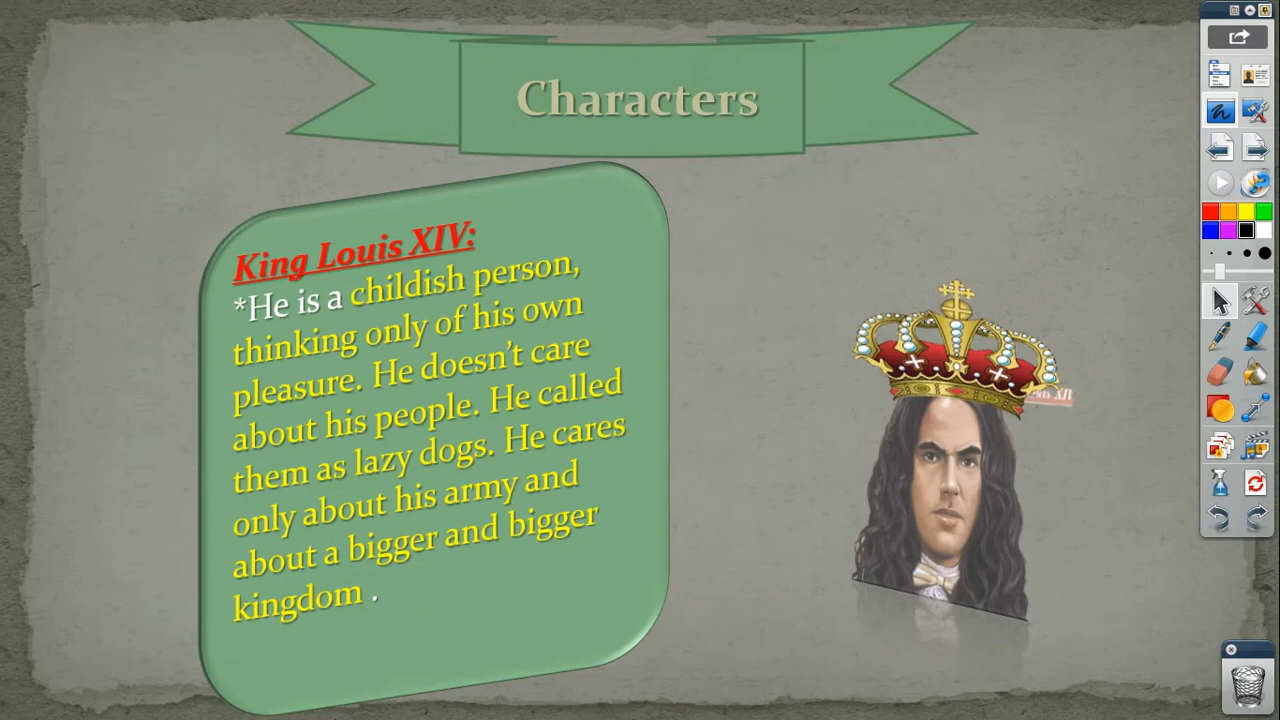 Characters
King Louis XIV:
*He is a childish person,
thinking only of his own
pleasure. He doesn't care
about his people. He called
them as lazy dogs. He cares
only about his army and
about a bigger and bigger
kingdom .